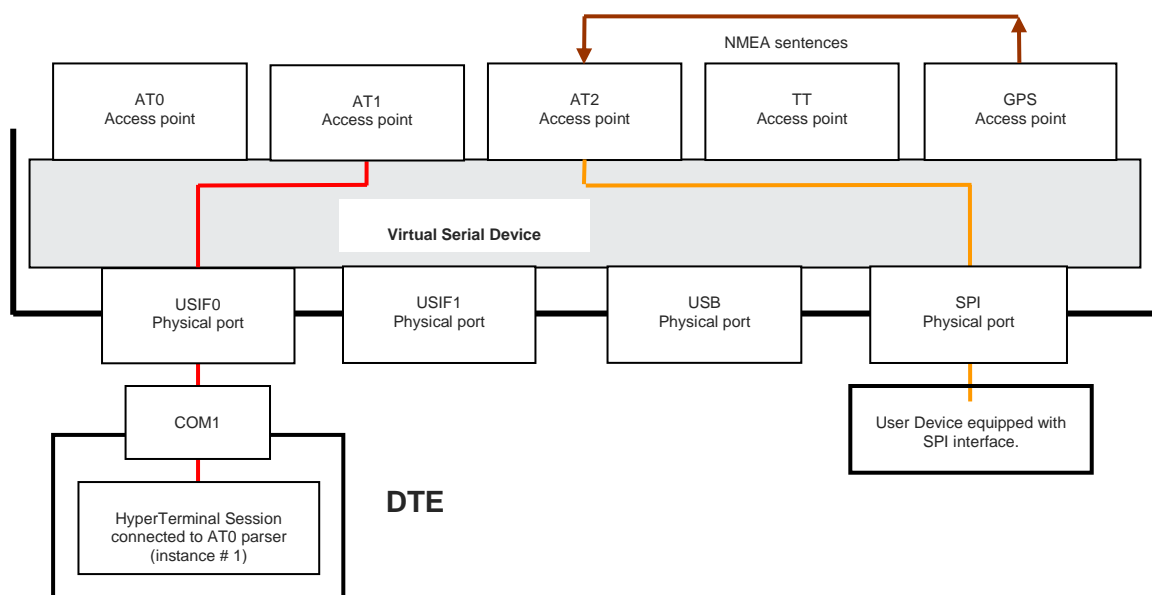 NMEA sentences
AT0
Access point
AT1
Access point
AT2
Access point
TT
Access point
GPS
Access point
Virtual Serial Device
USIF0
Physical port
USIF1
Physical port
USB
Physical port
SPI
Physical port
COM1
User Device equipped with
SPI interface.
DTE
HyperTerminal Session
connected to AT0 parser
(instance # 1)